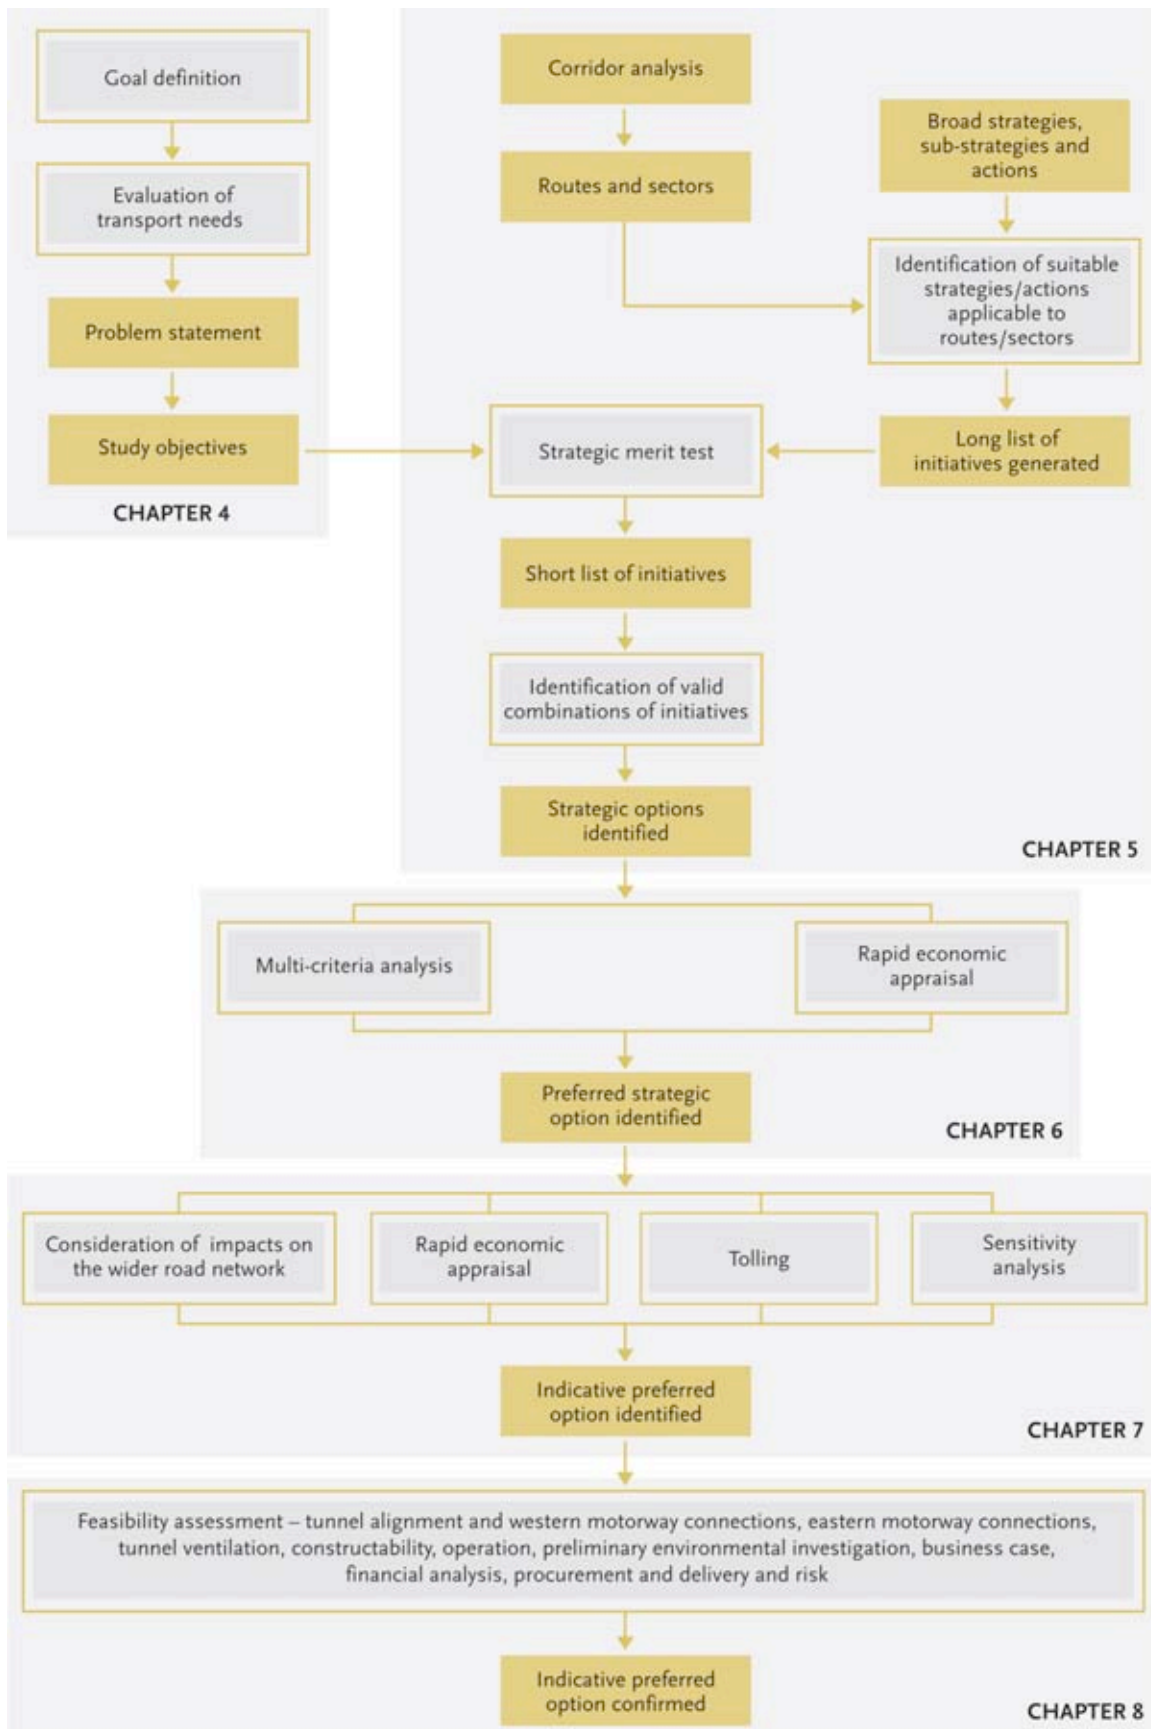 Goal definition
Evaluation of
transport needs
Problem statement
Study objectives
CHAPTER 4
Corridor analysis
Routes and sectors
Broad strategies,
sub-strategies and
actions
Identification of suitable
strategies/actions
applicable to
routes/sectors
Long list of
initiatives generated
Strategic merit test
Short list of initiatives
Identification of valid
combinations of initiatives
Strategic options
identified
CHAPTER 5
Multi-criteria analysis
Rapid economic
appraisal
Preferred strategic
option identified
CHAPTER 6
Consideration of impacts on
the wider road network
Rapid economic
appraisal
Tolling
Sensitivity
analysis
Indicative preferred
option identified
CHAPTER 7
Feasibility assessment – tunnel alignment and western motorway connections, eastern motorway connections,
tunnel ventilation, constructability, operation, preliminary environmental investigation, business case,
financial analysis, procurement and delivery and risk
Indicative preferred
option confirmed
CHAPTER 8